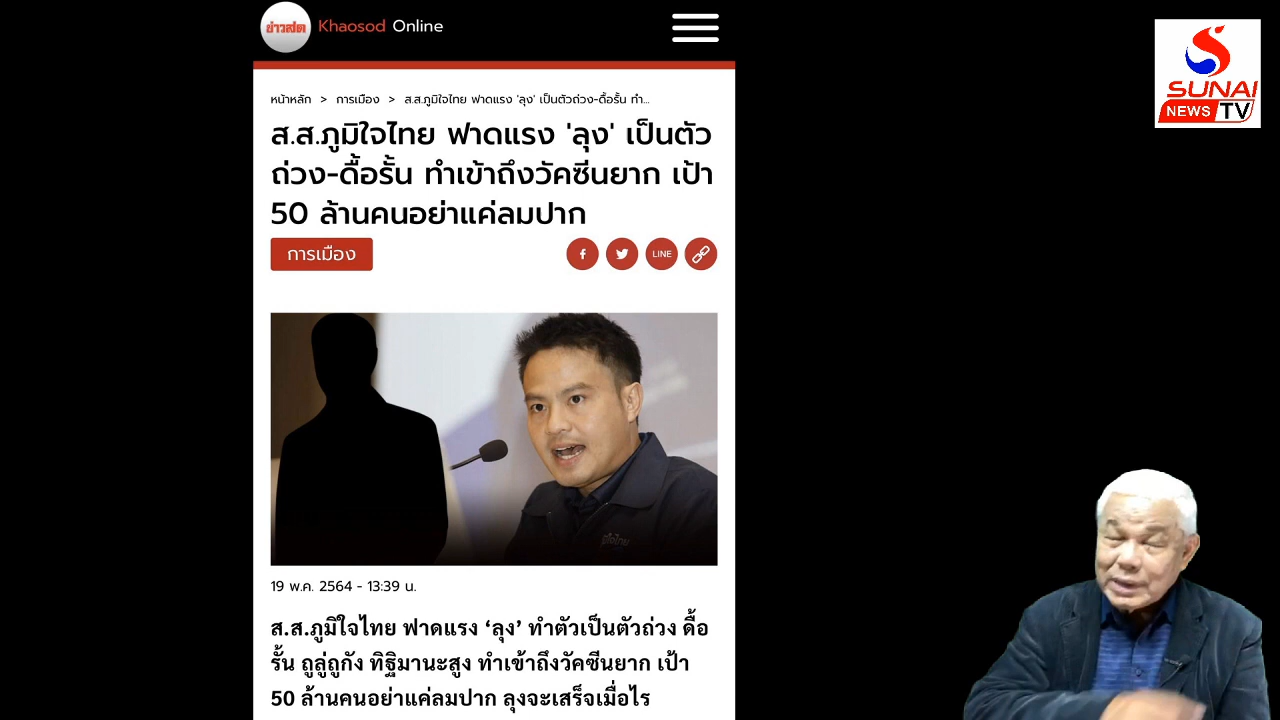 ข่าวสด Khaosod Online
SUNAI
NEWS TV
หน้าหลัก > การเมือง > ส.ส.ภูมิใจไทย ฟาดแรง 'ลุง' เป็นตัวถ่วง-ดื้อรั้น ทำ...
ส.ส.ภูมิใจไทย ฟาดแรง 'ลุง' เป็นตัว
ถ่วง-ดื้อรั้น ทำเข้าถึงวัคซีนยาก เป้า
50 ล้านคนอย่าแค่ลมปาก
การเมือง
LINE
ภูมิใจไทย
19 พ.ค. 2564 - 13:39 น.
ส.ส.ภูมิใจไทย ฟาดแรง ‘ลุง’ ทำตัวเป็นตัวถ่วง ดื้อ
รั้น ถูลู่ถูกัง ทิฐิมานะสูง ทำเข้าถึงวัคซีนยาก เป้า
50 ล้านคนอย่าแค่ลมปาก ลุงจะเสร็จเมื่อไร